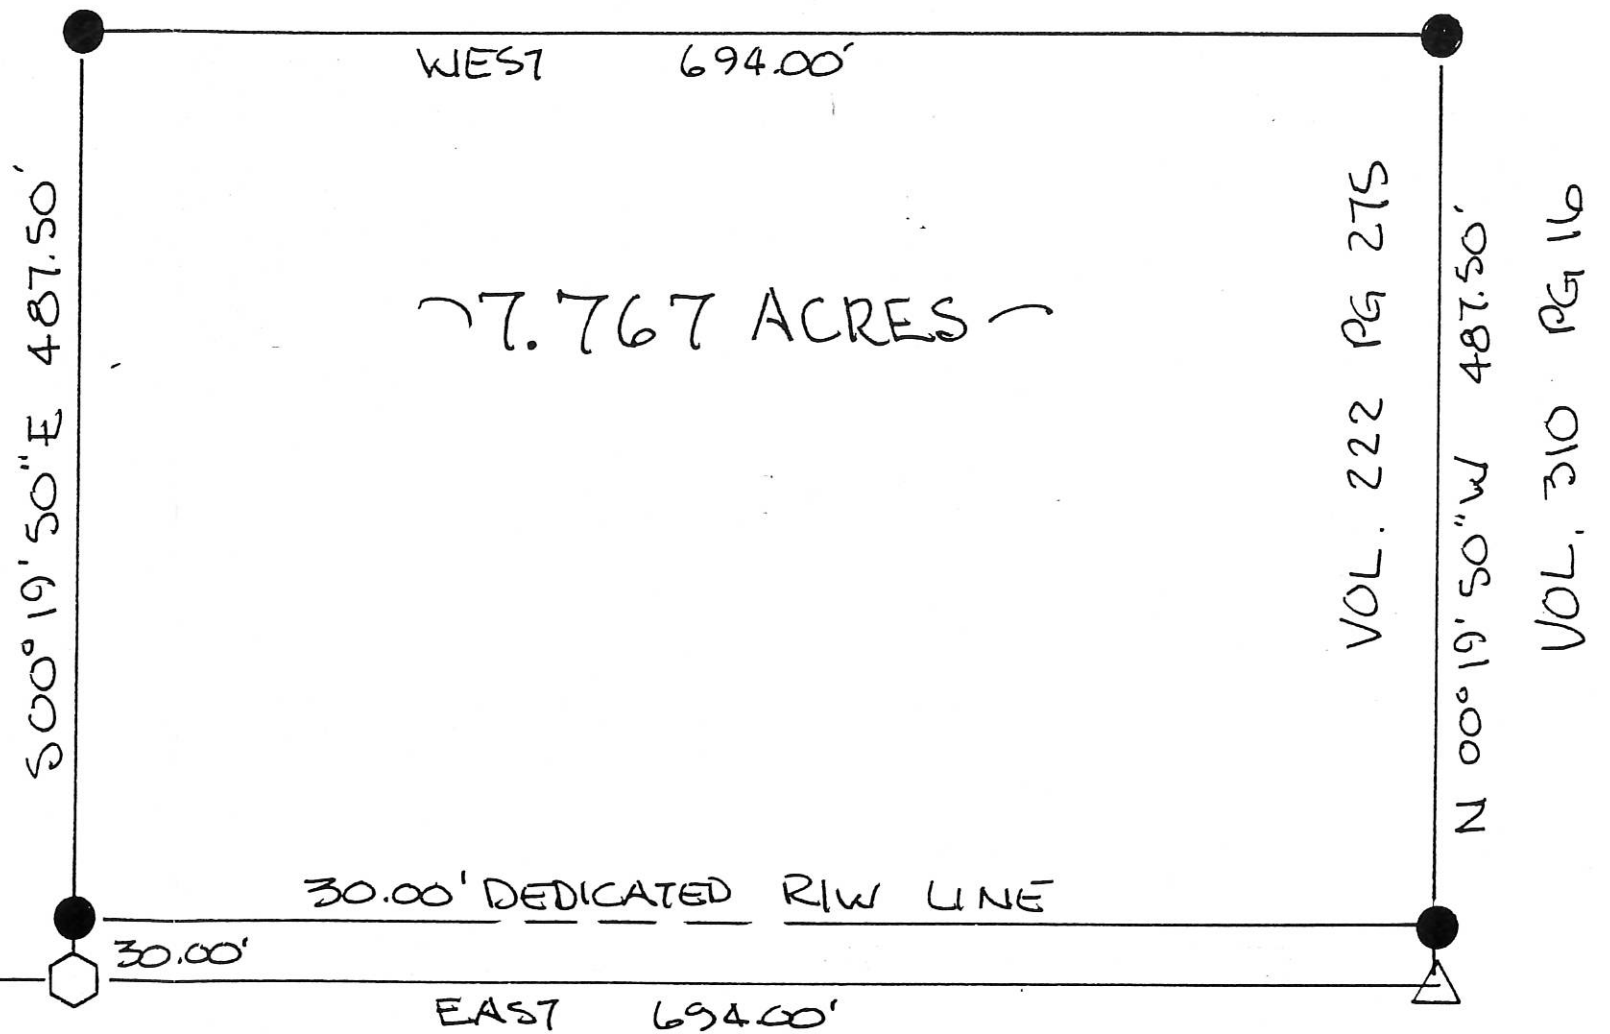 WEST 694.00'
S 00° 19' 50" E 487.50'
7.767 ACRES
VOL. 222 PG 275
N 00° 19' 50" W 487.50'
VOL. 310 PG 16
30.00' DEDICATED R/W LINE
30.00'
EAST 694.00'